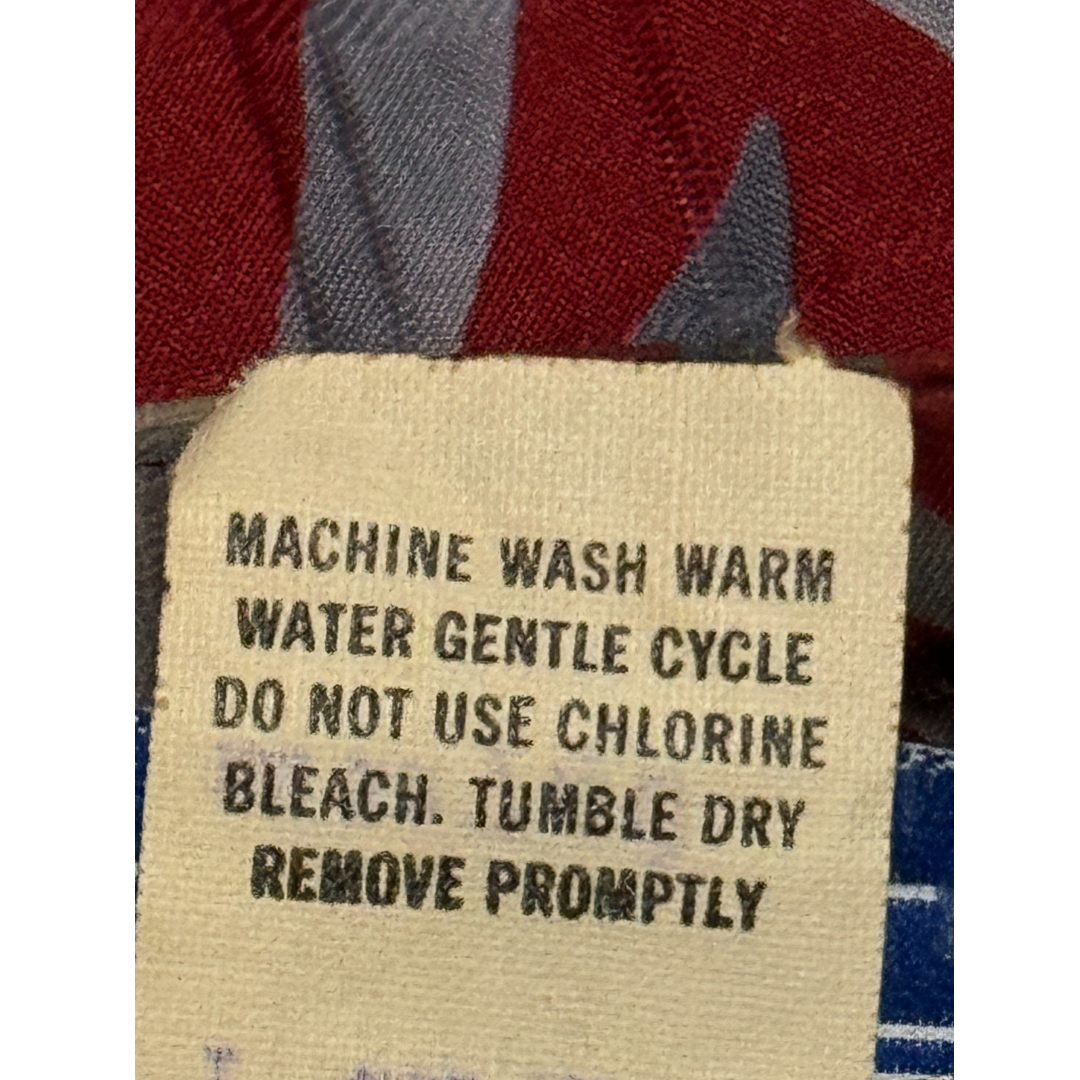 MACHINE WASH WARM
WATER GENTLE CYCLE
DO NOT USE CHLORINE
BLEACH. TUMBLE DRY
REMOVE PROMPTLY